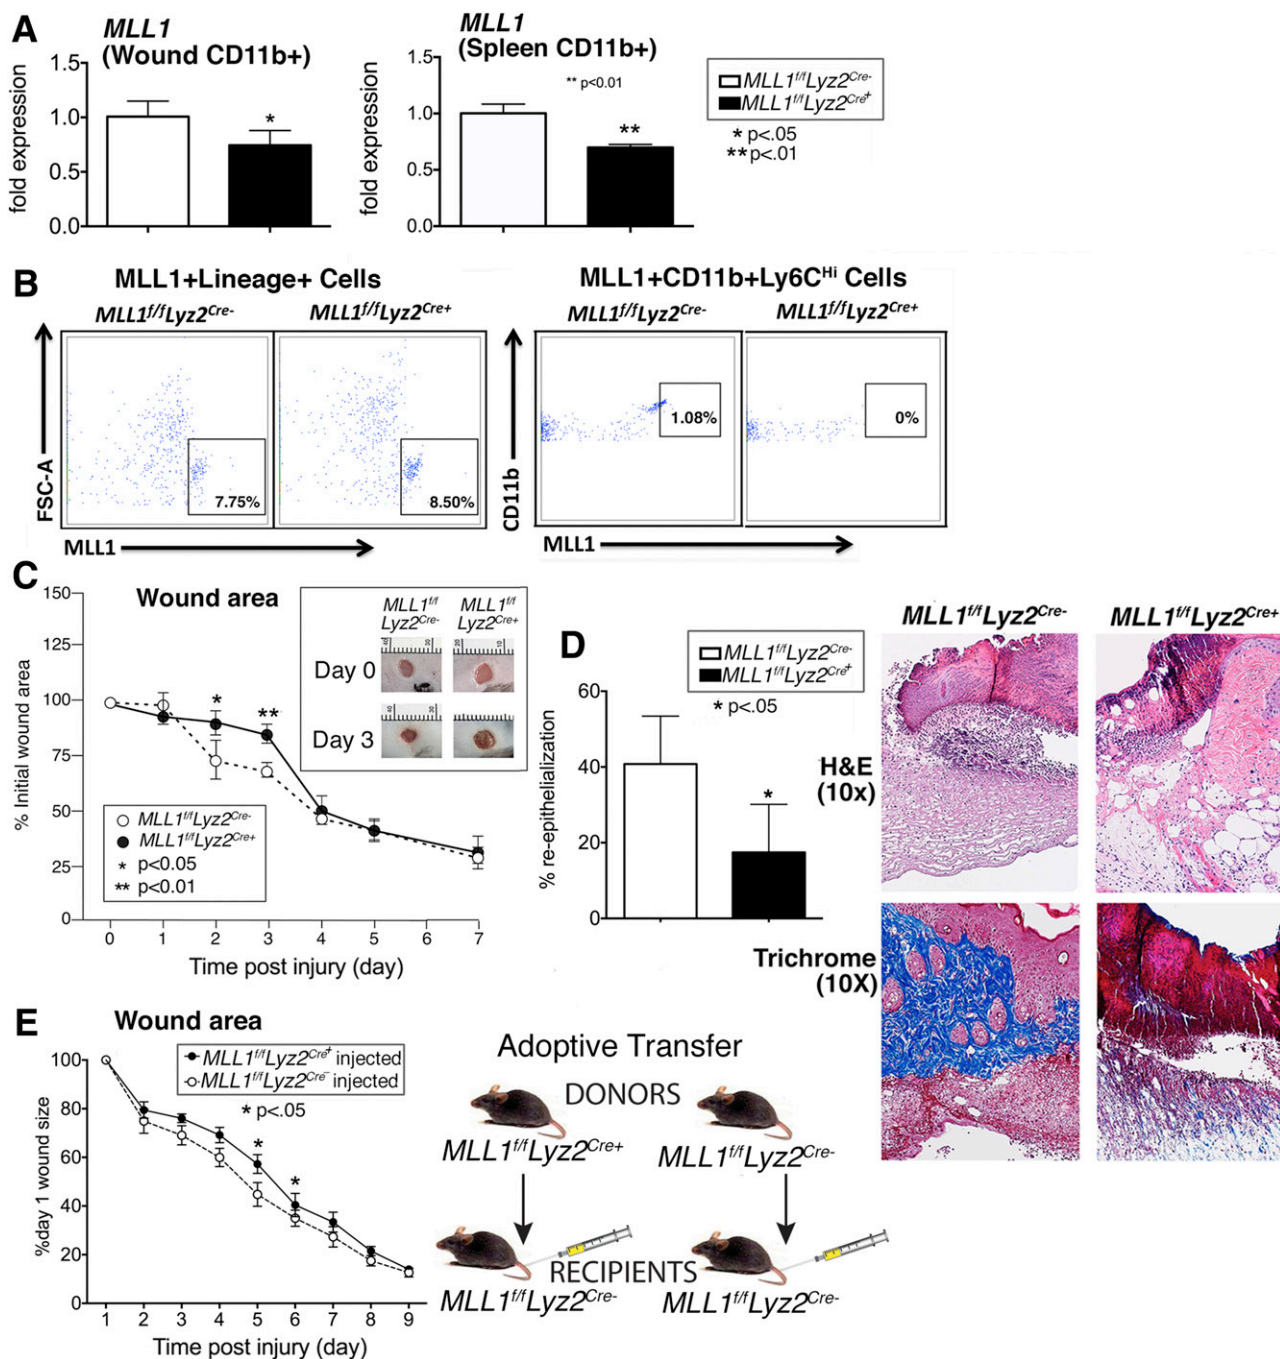 A
MLL1
(Wound CD11b+)
fold expression
1.5
1.0
0.5
0.0
*
MLL1
(Spleen CD11b+)
** p<0.01
fold expression
1.5
1.0
0.5
0.0
**
MLL1f/fLyz2Cre-
MLL1f/fLyz2Cre+
* p<.05
** p<.01
B
MLL1+Lineage+ Cells
MLL1f/fLyz2Cre-
MLL1f/fLyz2Cre+
FSC-A
7.75%
8.50%
MLL1
MLL1+CD11b+Ly6CHi Cells
MLL1f/fLyz2Cre-
MLL1f/fLyz2Cre+
CD11b
1.08%
0%
MLL1
C
Wound area
% Initial wound area
150
125
100
75
50
25
0
*
**
MLL1f/f
Lyz2Cre-
MLL1f/f
Lyz2Cre+
Day 0
40
30
20
10
Day 3
MLL1f/fLyz2Cre-
MLL1f/fLyz2Cre+
* p<0.05
** p<0.01
0 1 2 3 4 5 6 7
Time post injury (day)
D
MLL1f/fLyz2Cre-
MLL1f/fLyz2Cre+
* p<.05
% re-epithelialization
60
40
20
0
*
MLL1f/fLyz2Cre-
MLL1f/fLyz2Cre+
H&E
(10x)
Trichrome
(10X)
E
Wound area
MLL1f/fLyz2Cre+ injected
MLL1f/fLyz2Cre- injected
* p<.05
%day 1 wound size
100
80
60
40
20
0
*
*
1 2 3 4 5 6 7 8 9
Time post injury (day)
Adoptive Transfer
DONORS
MLL1f/fLyz2Cre+
MLL1f/fLyz2Cre-
RECIPIENTS
MLL1f/fLyz2Cre-
MLL1f/fLyz2Cre-